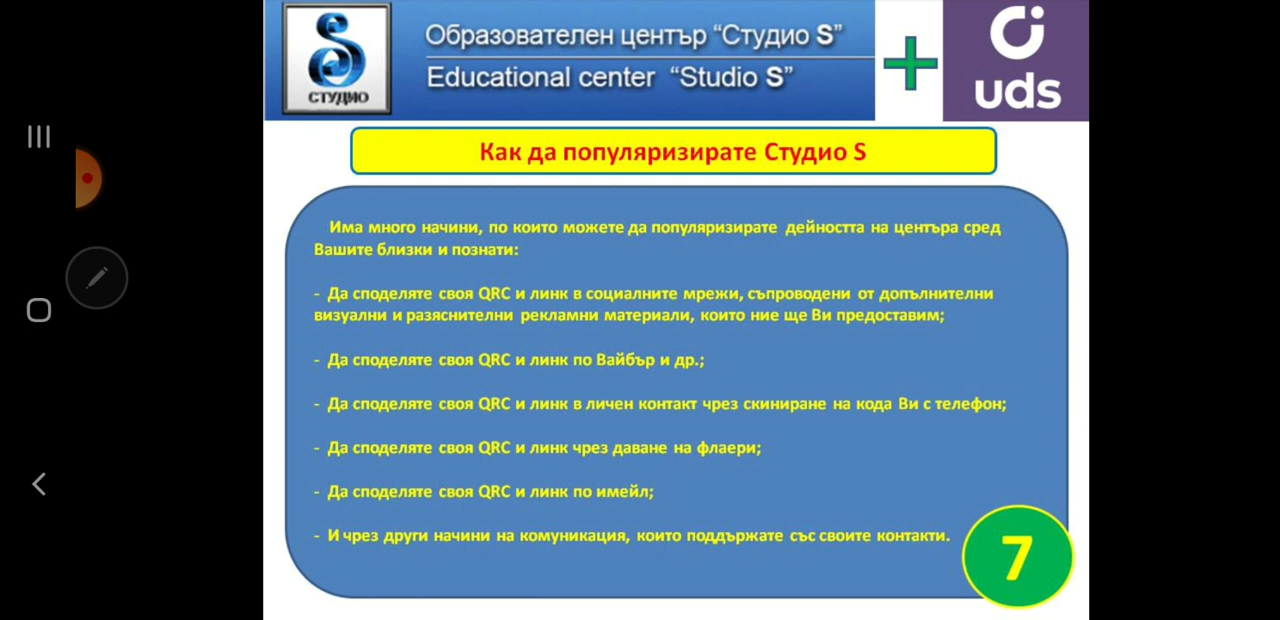 СТУДИО
Образователен център “Студио S”
Educational center “Studio S”
uds
Как да популяризирате Студио S
Има много начини, по които можете да популяризирате дейността на центъра сред
Вашите близки и познати:
- Да споделяте своя QRC и линк в социалните мрежи, съпроводени от допълнителни
визуални и разяснителни рекламни материали, които ние ще Ви предоставим;
- Да споделяте своя QRC и линк по Вайбър и др.;
- Да споделяте своя QRC и линк в личен контакт чрез скиниране на кода Ви с телефон;
- Да споделяте своя QRC и линк чрез даване на флаери;
- Да споделяте своя QRC и линк по имейл;
- И чрез други начини на комуникация, които поддържате със своите контакти.
7